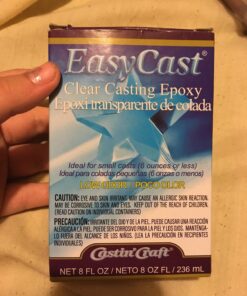 EasyCast®
Clear Casting Epoxy
Epoxi transparente de colada
Ideal for small casts (6 ounces or less)
Ideal para colados pequeñas (6 onzas o menos)
LOW ODOR / POCO OLOR
CAUTION: EYE AND SKIN IRRITANT. MAY CAUSE AN ALLERGIC SKIN REACTION.
MAY BE CORROSIVE TO SKIN AND EYES. KEEP OUT OF THE REACH OF CHILDREN.
(READ CAUTION ON INDIVIDUAL CONTAINERS)
PRECAUCIÓN: IRRITANTE DEL OJO Y DE LA PIEL. PUEDE CAUSAR UNA REACCIÓN
ALÉRGICA A LA PIEL. PUEDE SER CORROSIVO PARA LA PIEL Y LOS OJOS. MANTÉNGA-
LO FUERA DEL ALCANCE DE LOS NIÑOS. (LEA LA PRECAUCIÓN EN RECIPIENTES
INDIVIDUALES)
Castin' Craft®
NET 8 FL OZ / NETO 8 OZ FL / 236 mL